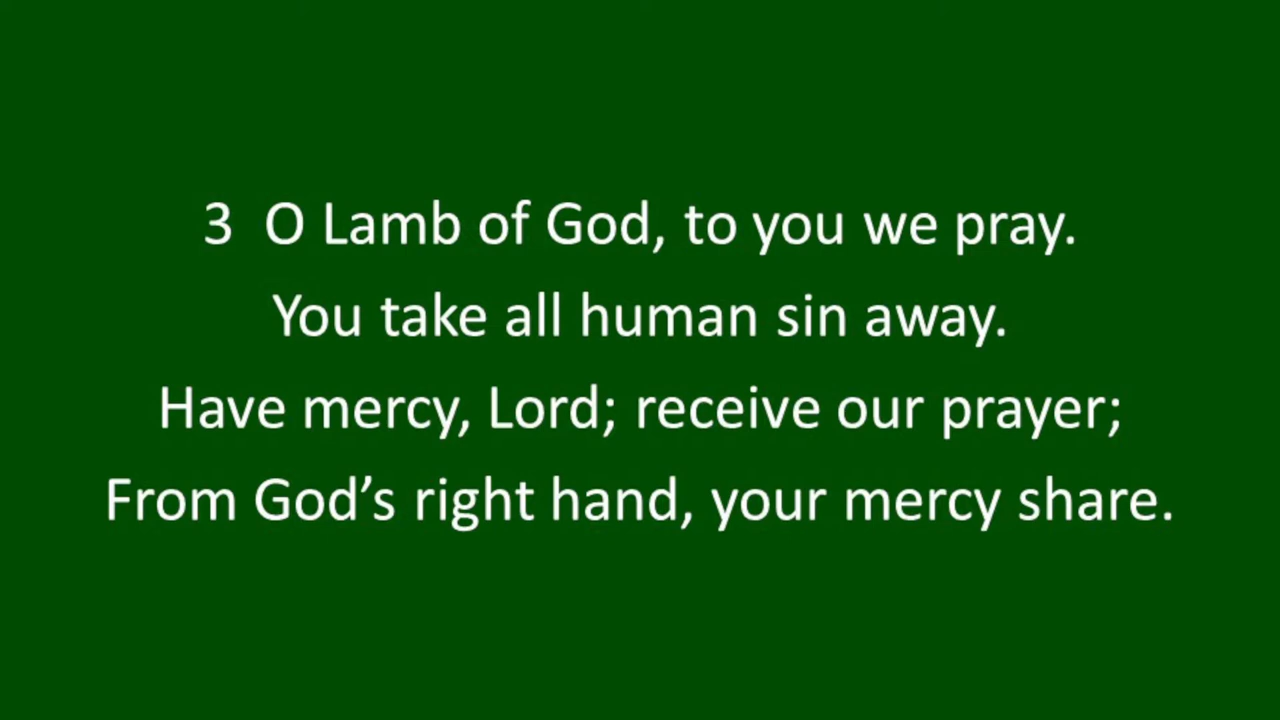 3 O Lamb of God, to you we pray.
You take all human sin away.
Have mercy, Lord; receive our prayer;
From God’s right hand, your mercy share.